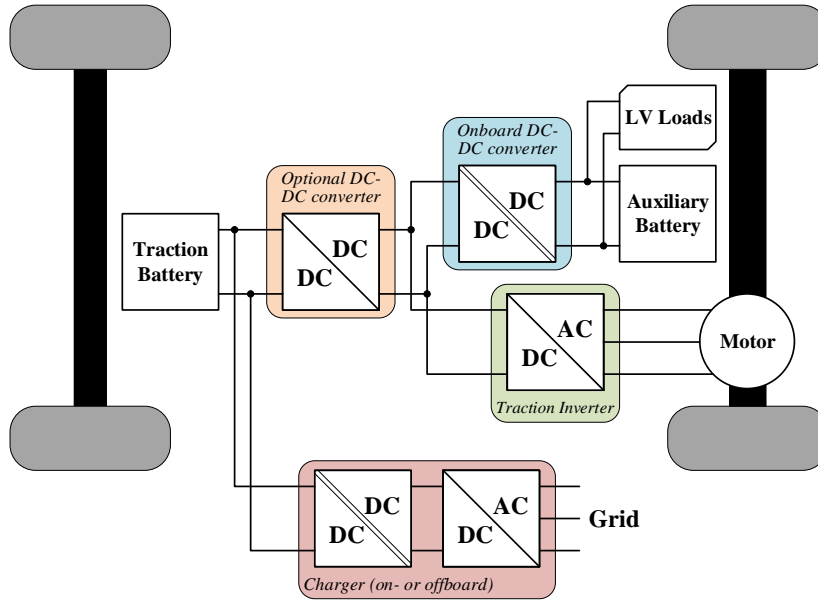 Onboard DC-
DC converter
LV Loads
Optional DC-
DC converter
DC
DC
Auxiliary
Battery
Traction
Battery
DC
DC
AC
DC
Motor
Traction Inverter
DC
DC
AC
DC
Grid
Charger (on- or offboard)